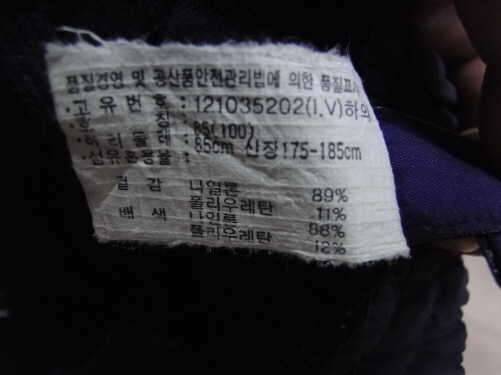 품질경영 및 공산품안전관리법에 의한 품질표시
·고유번호:121035202(I.V)하의
85(100)
허리둘레 85cm 신장 175-185cm
겉감 나일론 89%
폴리우레탄 11%
배색 나일론 88%
폴리우레탄 12%